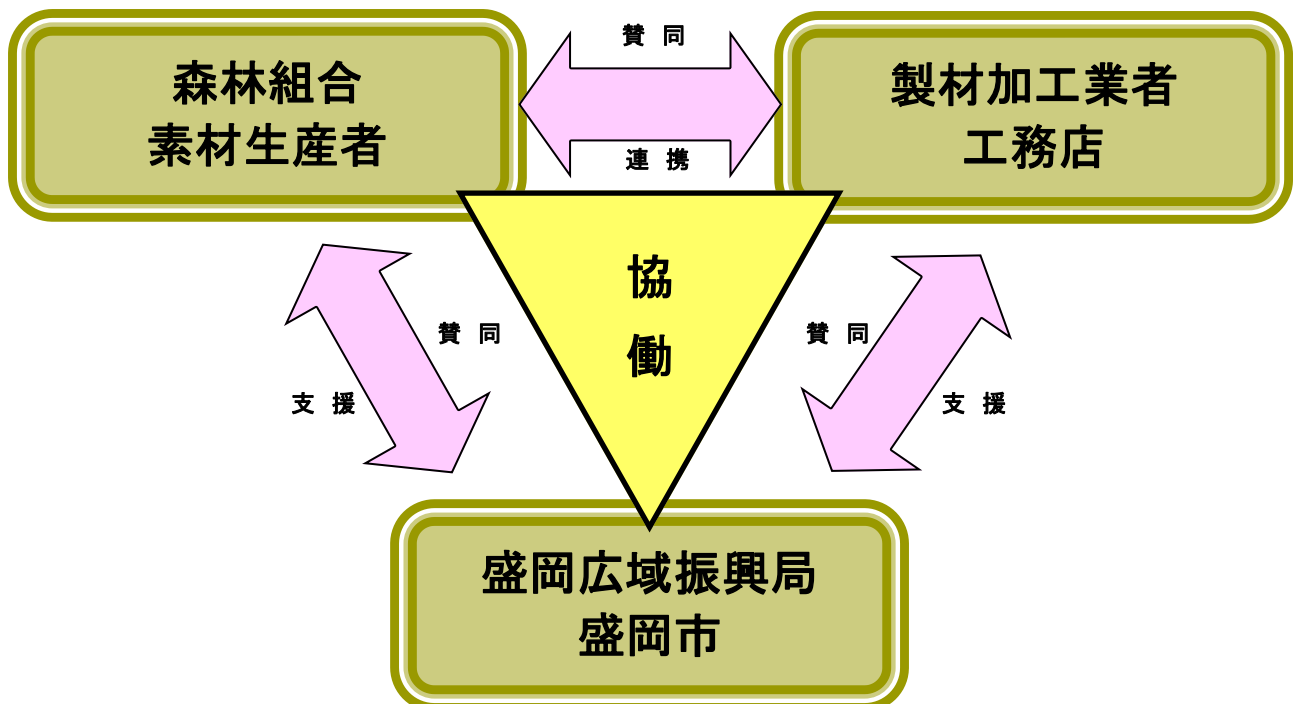 賛 同
森林組合
素材生産者
製材加工業者
工務店
連 携
協
働
賛 同
賛 同
支 援
支 援
盛岡広域振興局
盛岡市